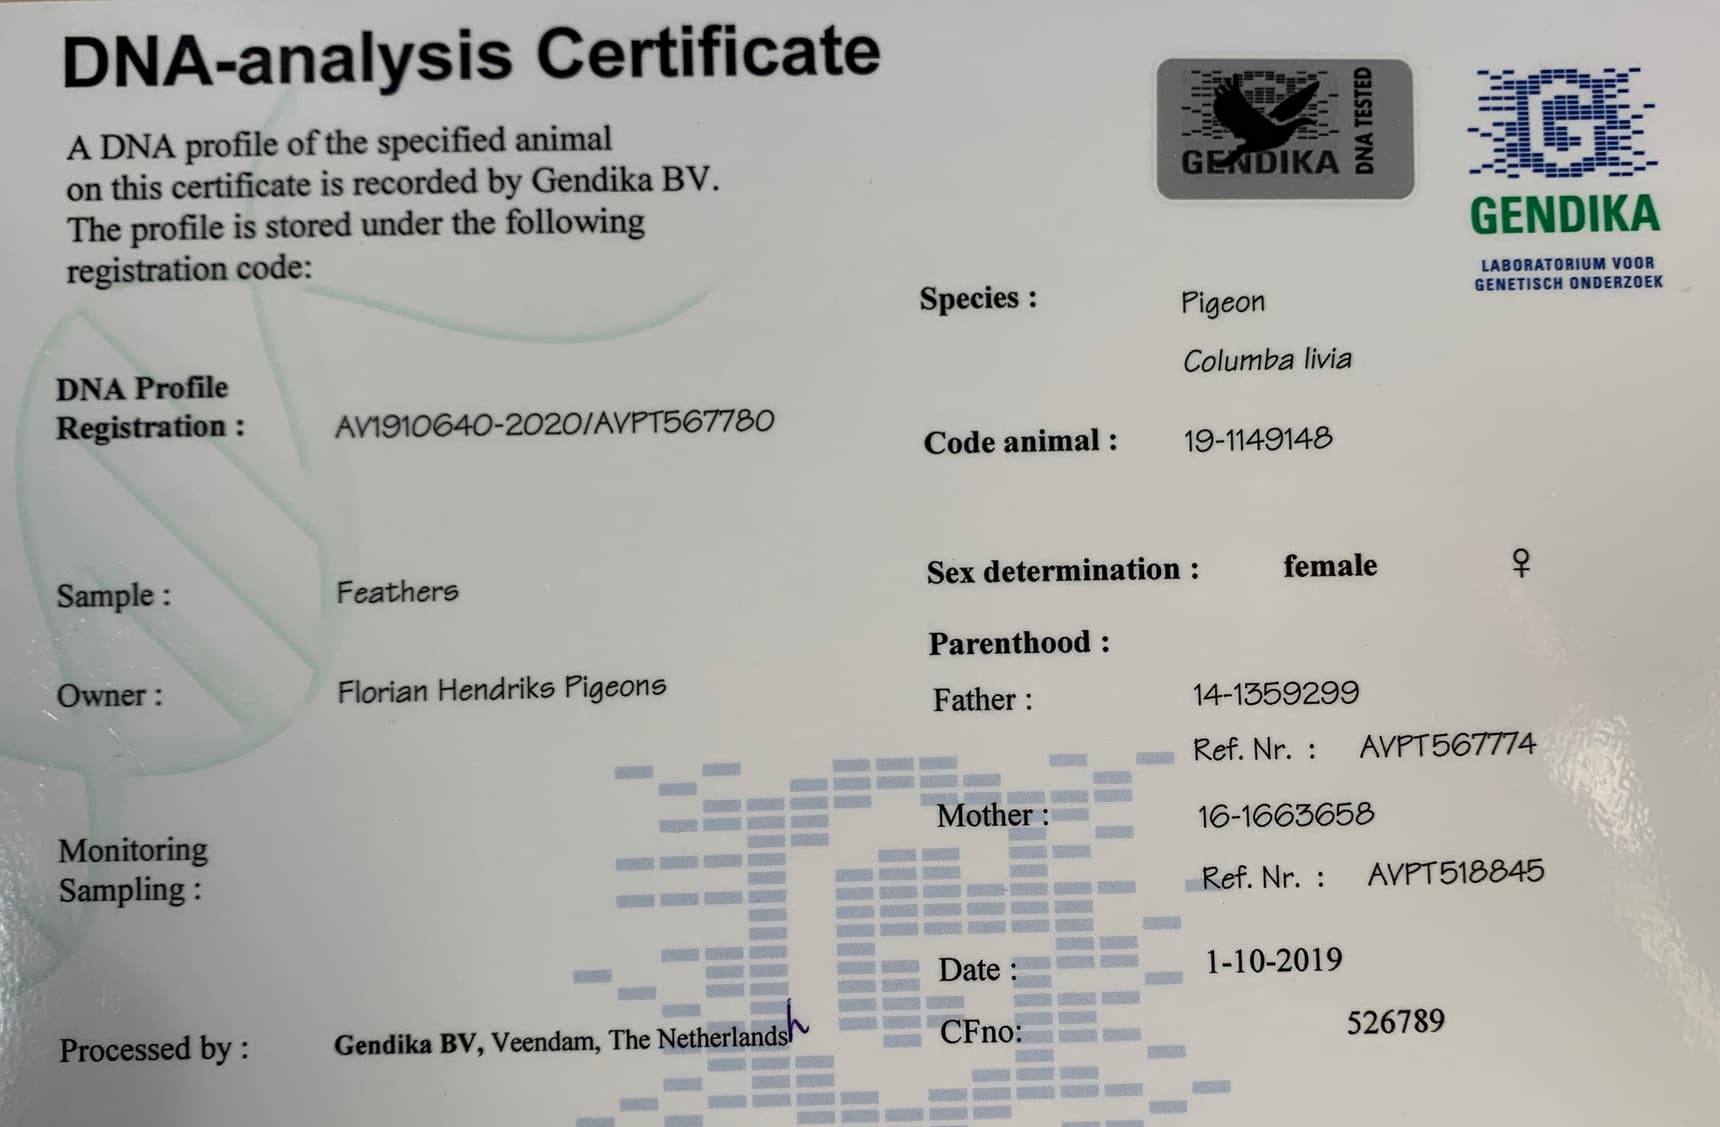 DNA-analysis Certificate
A DNA profile of the specified animal
on this certificate is recorded by Gendika BV.
The profile is stored under the following
registration code:
GENDIKA
DNA TESTED
GENDIKA
LABORATORIUM VOOR
GENETISCH ONDERZOEK
DNA Profile
Registration : AV1910640-2020/AVPT567780
Sample : Feathers
Owner : Florian Hendriks Pigeons
Monitoring
Sampling :
Processed by : Gendika BV, Veendam, The Netherlands
Species : Pigeon
Columba livia
Code animal : 19-1149148
Sex determination : female ♀
Parenthood :
Father : 14-1359299
Ref. Nr. : AVPT567774
Mother : 16-1663658
Ref. Nr. : AVPT518845
Date : 1-10-2019
CFno: 526789